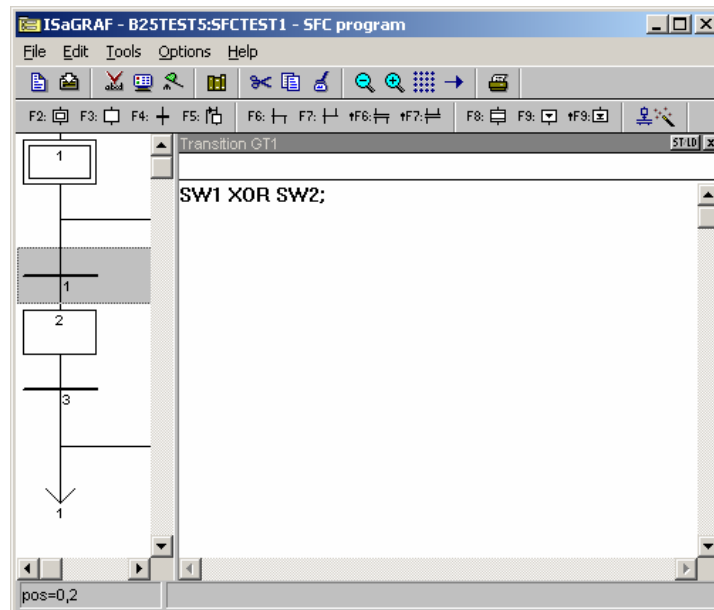 ISaGRAF - B25TEST5:SFCTEST1 - SFC program
File Edit Tools Options Help
F2: F3: F4: F5: F6: F7: ↑F6: ↑F7: F8: F9: ↑F9:
Transition GT1 ST/LD
1
SW1 XOR SW2;
1
2
3
1
pos=0,2